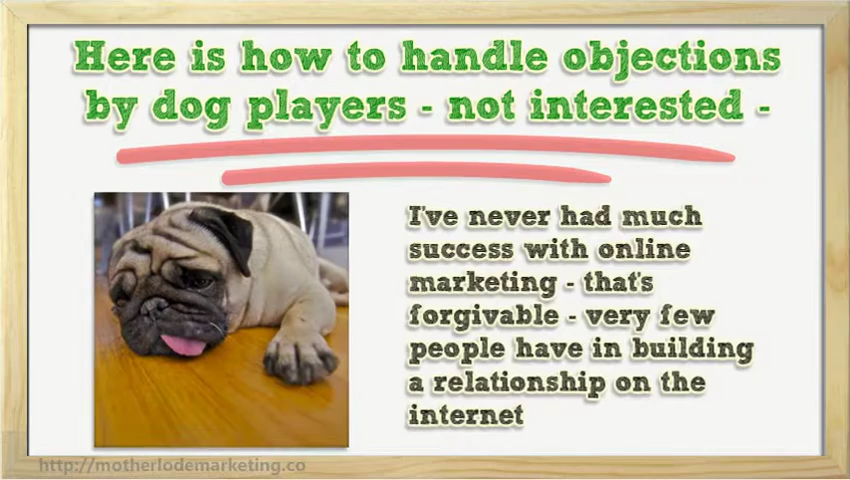 Here is how to handle objections
by dog players - not interested -
I've never had much
success with online
marketing - that's
forgivable - very few
people have in building
a relationship on the
internet
http://motherlodemarketing.co